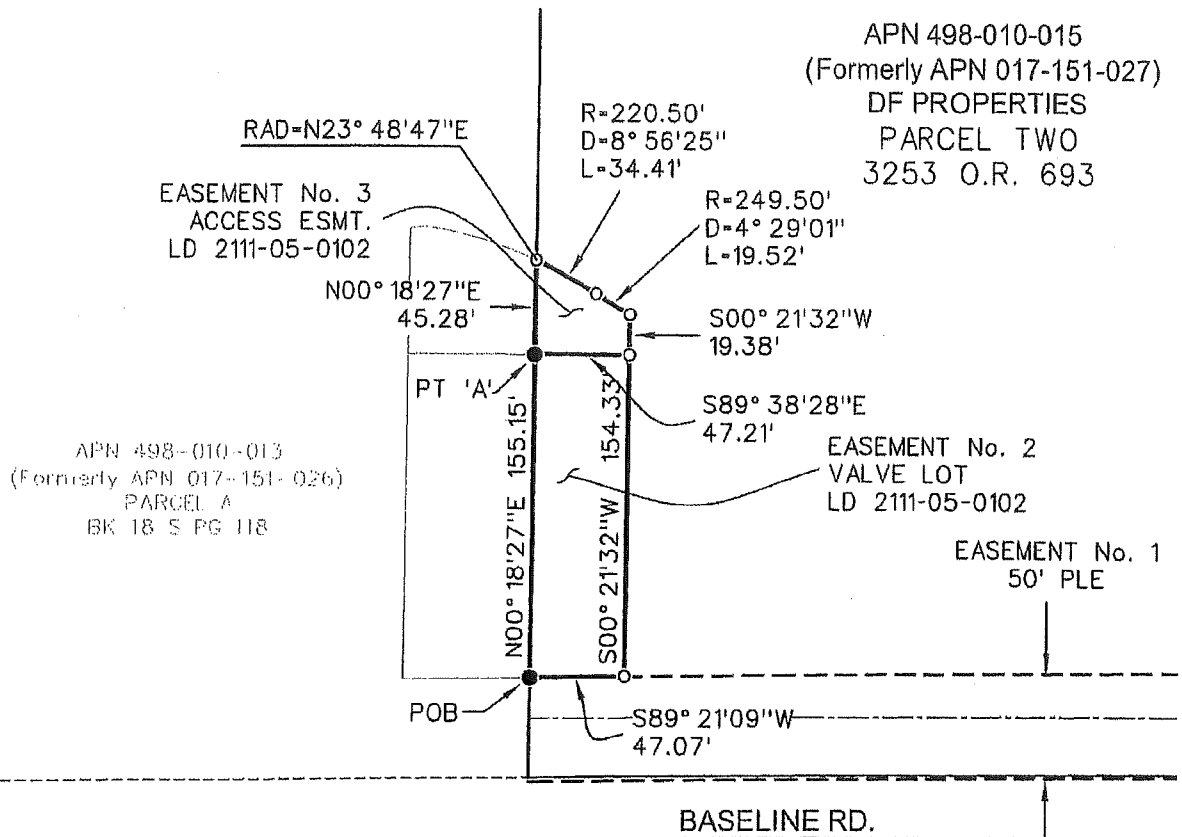 APN 498-010-015
(Formerly APN 017-151-027)
DF PROPERTIES
PARCEL TWO
3253 O.R. 693
RAD=N23° 48'47"E
R=220.50'
D=8° 56'25"
L=34.41'
EASEMENT No. 3
ACCESS ESMT.
LD 2111-05-0102
R=249.50'
D=4° 29'01"
L=19.52'
N00° 18'27"E
45.28'
S00° 21'32"W
19.38'
PT 'A'
S89° 38'28"E
47.21'
N00° 18'27"E 155.15'
S00° 21'32"W 154.33'
EASEMENT No. 2
VALVE LOT
LD 2111-05-0102
APN 498-010-013
(Formerly APN 017-151-026)
PARCEL A
BK 18 S PG 118
EASEMENT No. 1
50' PLE
POB
S89° 21'09"W
47.07'
BASELINE RD.